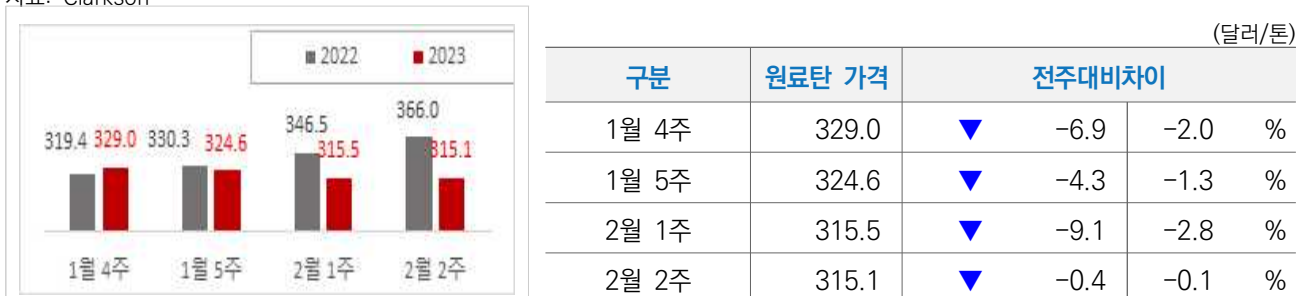 자료: Clarkson
■ 2022 ■ 2023
319.4 329.0 330.3 324.6 346.5 315.5 366.0 315.1
1월 4주 1월 5주 2월 1주 2월 2주
(달러/톤)
구분 원료탄 가격 전주대비차이
1월 4주 329.0 ▼ -6.9 -2.0 %
1월 5주 324.6 ▼ -4.3 -1.3 %
2월 1주 315.5 ▼ -9.1 -2.8 %
2월 2주 315.1 ▼ -0.4 -0.1 %